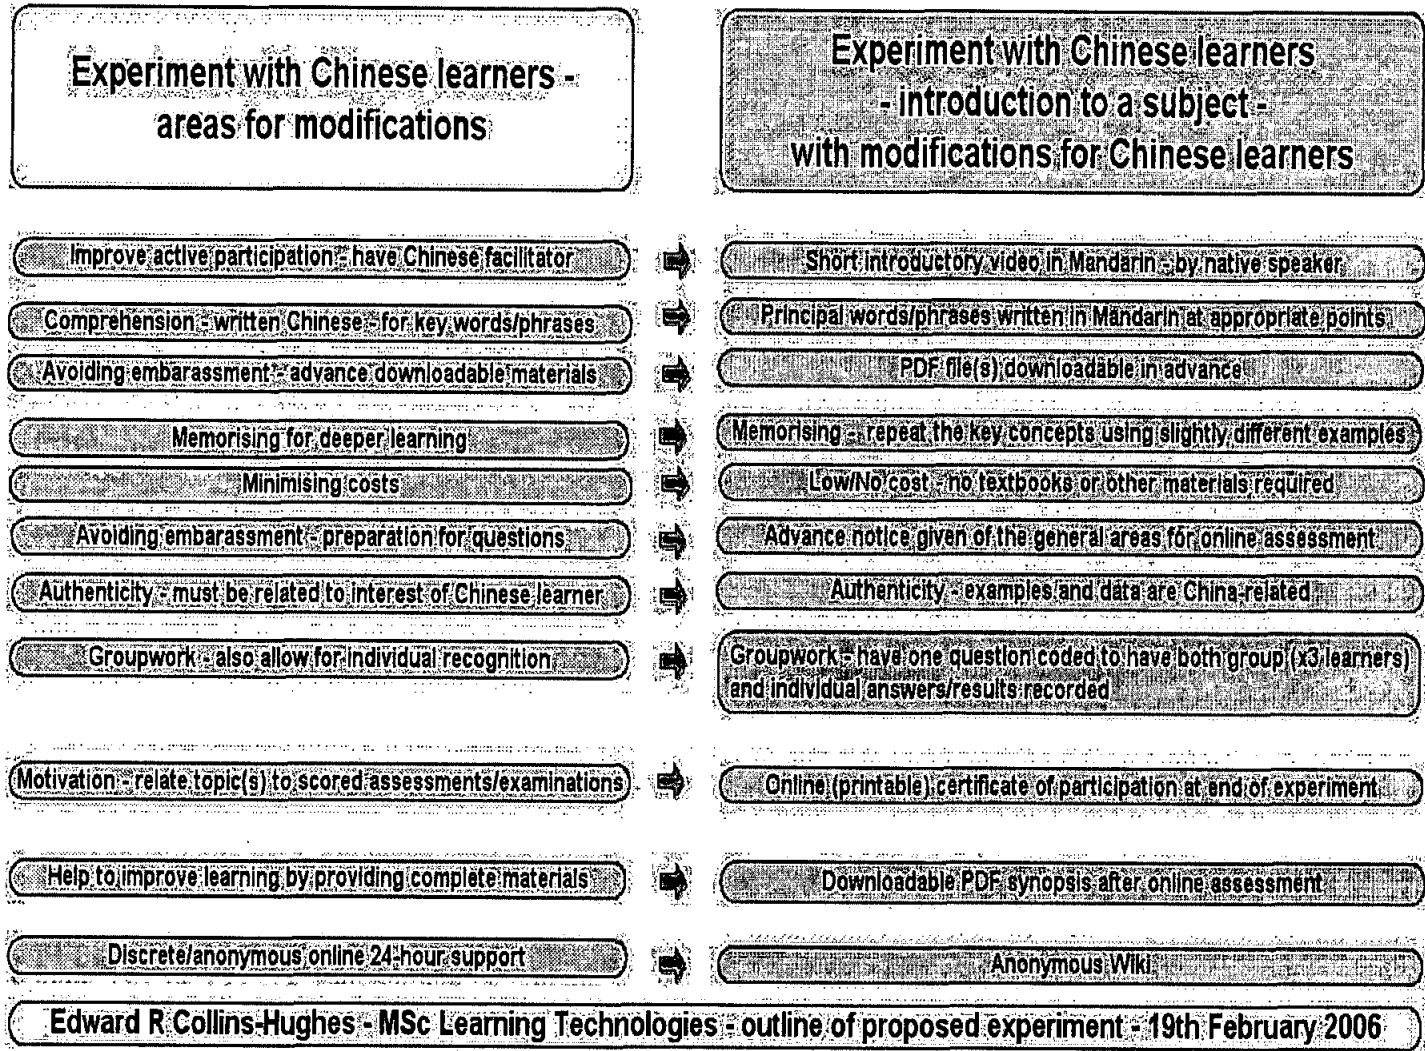 Experiment with Chinese learners -
areas for modifications
Experiment with Chinese learners
- introduction to a subject -
with modifications for Chinese learners
Improve active participation - have Chinese facilitator
Short introductory video in Mandarin - by native speaker
Comprehension - written Chinese - for key words/phrases
Principal words/phrases written in Mandarin at appropriate points
Avoiding embarassment - advance downloadable materials
PDF file(s) downloadable in advance
Memorising for deeper learning
Memorising - repeat the key concepts using slightly different examples
Minimising costs
Low/No cost - no textbooks or other materials required
Avoiding embarassment - preparation for questions
Advance notice given of the general areas for online assessment
Authenticity - must be related to interest of Chinese learner
Authenticity - examples and data are China-related
Groupwork - also allow for individual recognition
Groupwork - have one question coded to have both group (x3 learners)
and individual answers/results recorded
Motivation - relate topic(s) to scored assessments/examinations
Online (printable) certificate of participation at end of experiment
Help to improve learning by providing complete materials
Downloadable PDF synopsis after online assessment
Discrete/anonymous online 24-hour support
Anonymous Wiki
Edward R Collins-Hughes - MSc Learning Technologies - outline of proposed experiment - 19th February 2006